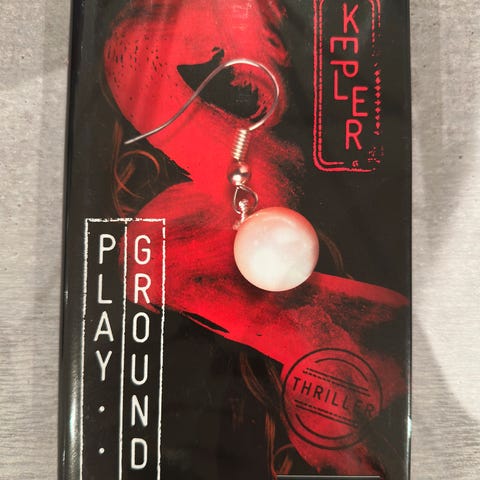 KEPLER
PLAY..
GROUND
THRILLER